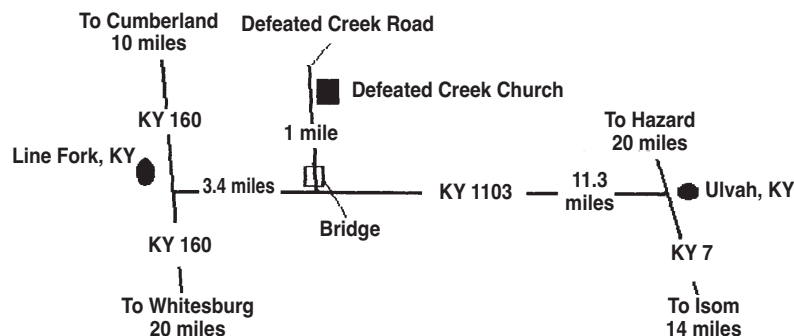 To Cumberland
10 miles
Defeated Creek Road
KY 160
Defeated Creek Church
1 mile
To Hazard
20 miles
Line Fork, KY
3.4 miles
KY 1103
11.3
miles
Ulvah, KY
Bridge
KY 160
KY 7
To Whitesburg
20 miles
To Isom
14 miles